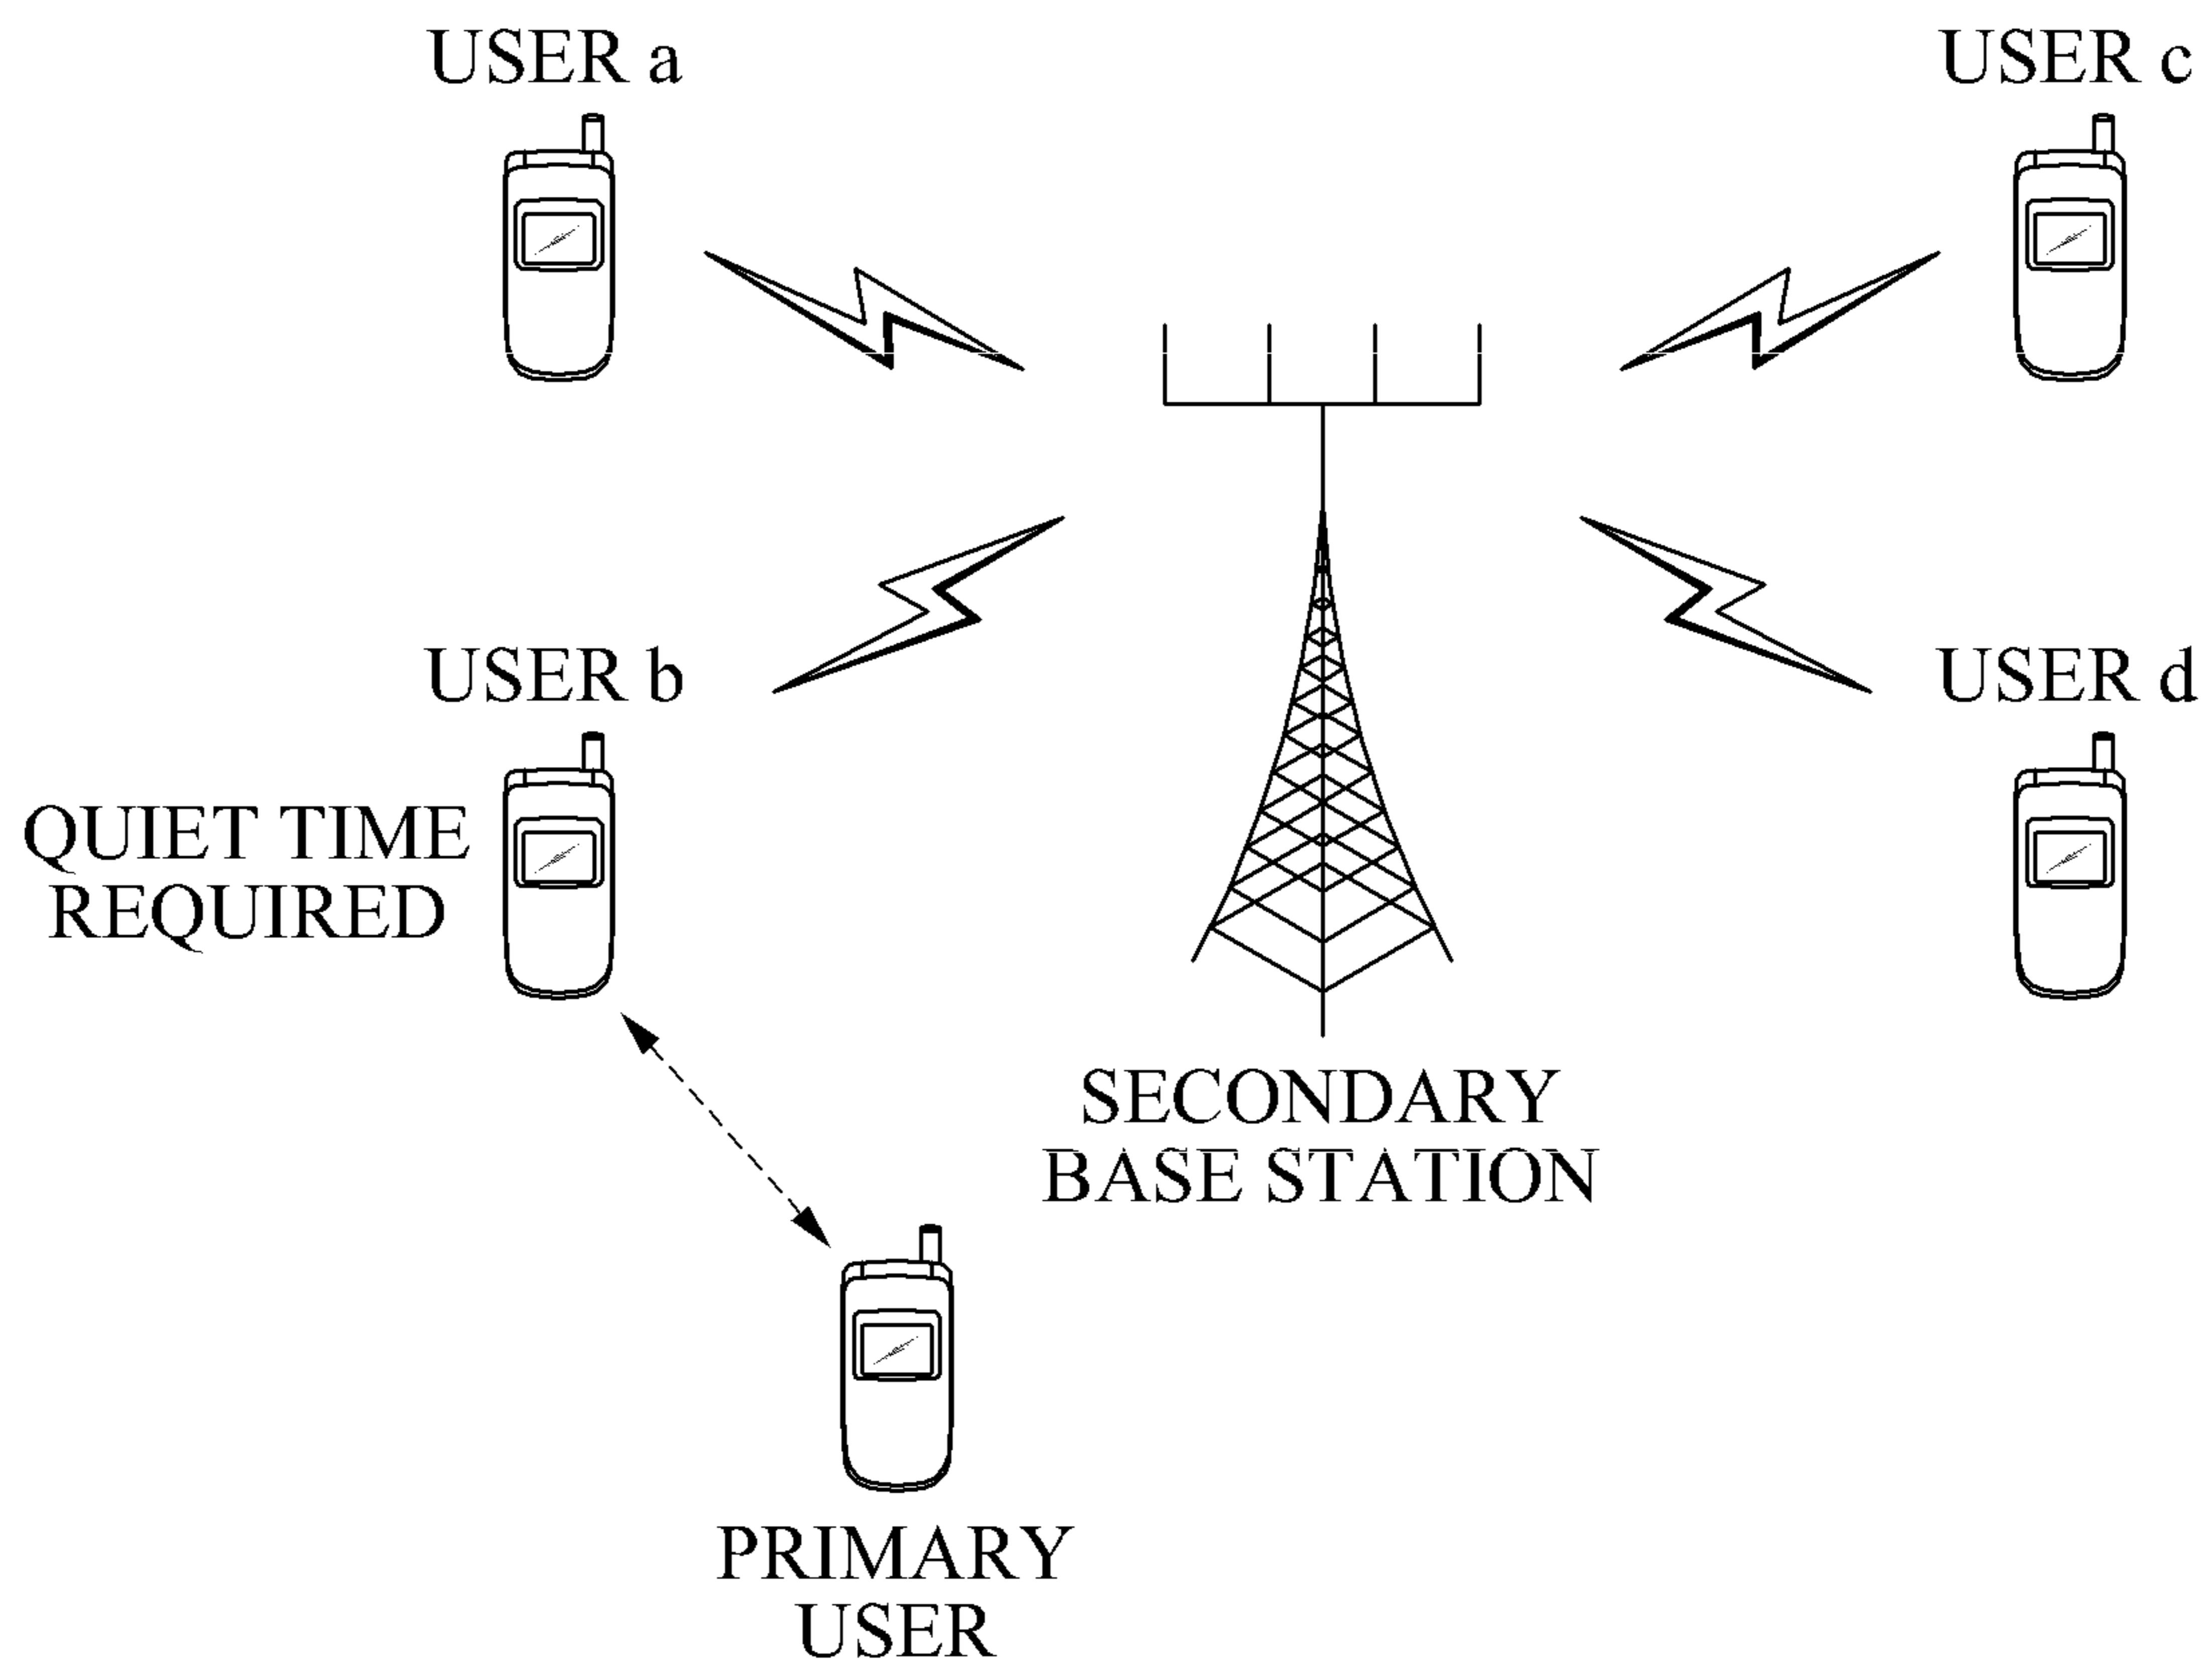 USER a
USER c
USER b
USER d
QUIET TIME
REQUIRED
SECONDARY
BASE STATION
PRIMARY
USER